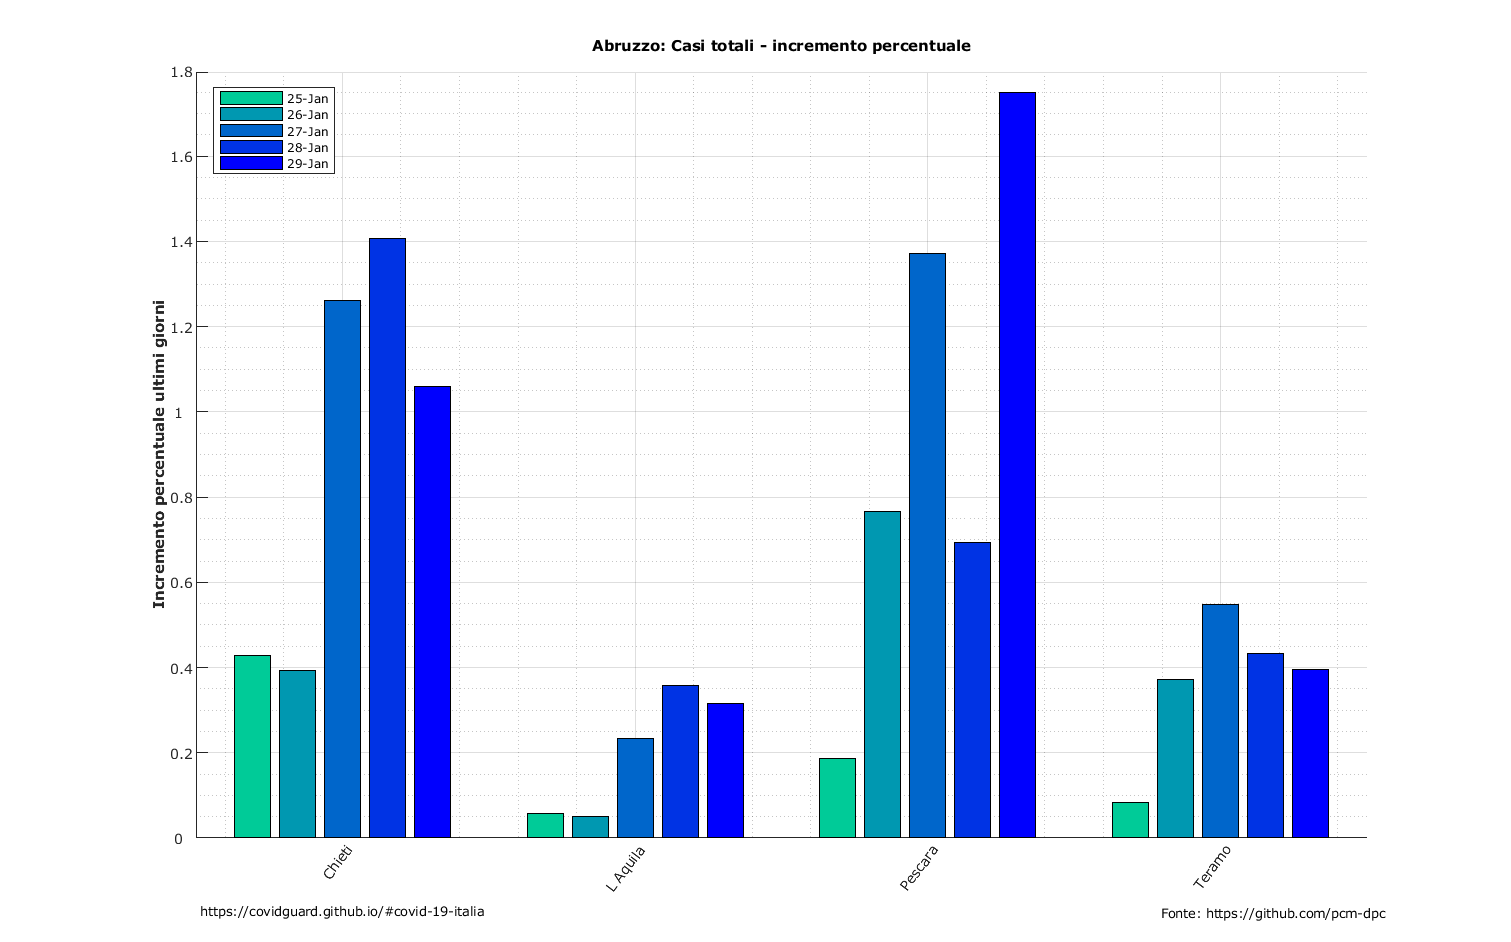 Abruzzo: Casi totali - incremento percentuale
25-Jan
26-Jan
27-Jan
28-Jan
29-Jan
Incremento percentuale ultimi giorni
1.8
1.6
1.4
1.2
1
0.8
0.6
0.4
0.2
0
Chieti
L Aquila
Pescara
Teramo
https://covidguard.github.io/#covid-19-italia
Fonte: https://github.com/pcm-dpc